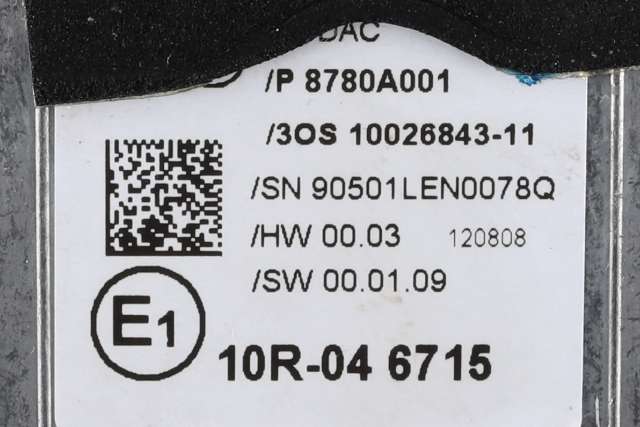 DAC
/P 8780A001
/3OS 10026843-11
/SN 90501LEN0078Q
/HW 00.03 120808
/SW 00.01.09
E1
10R-04 6715